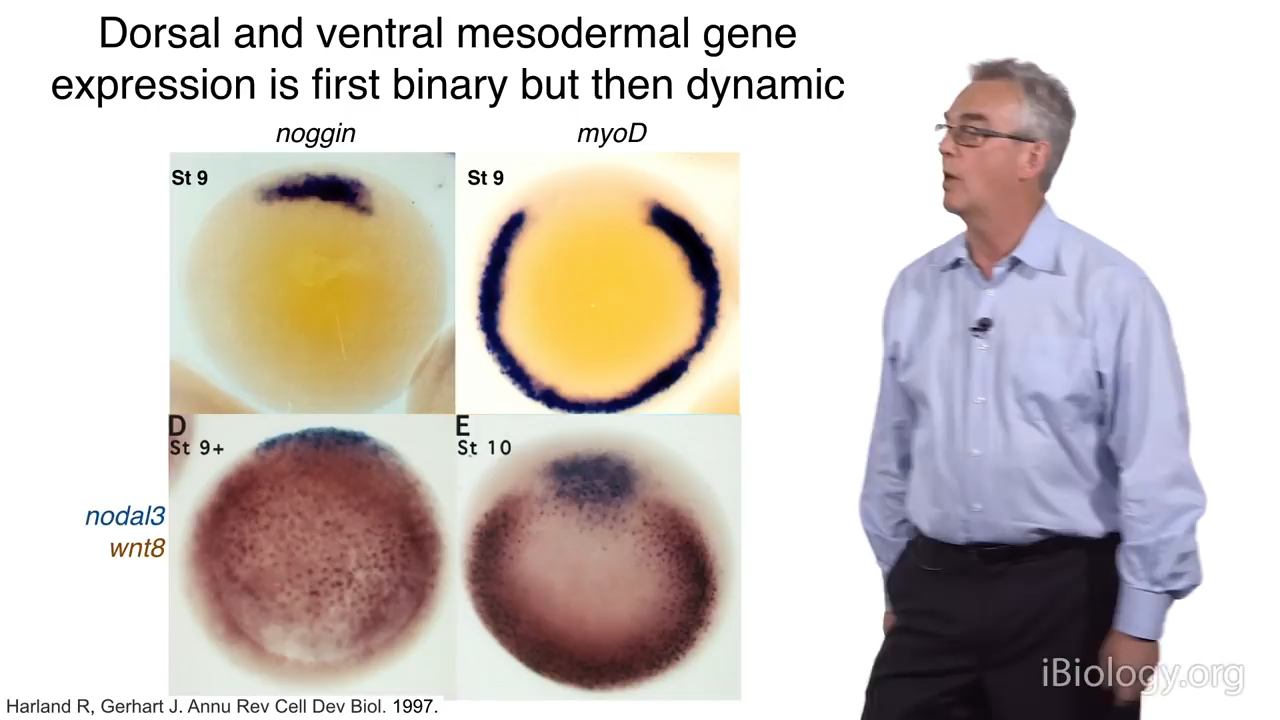 Dorsal and ventral mesodermal gene
expression is first binary but then dynamic
noggin
myoD
St 9
St 9
D
St 9+
E
St 10
nodal3
wnt8
Harland R, Gerhart J. Annu Rev Cell Dev Biol. 1997.
iBiology.org